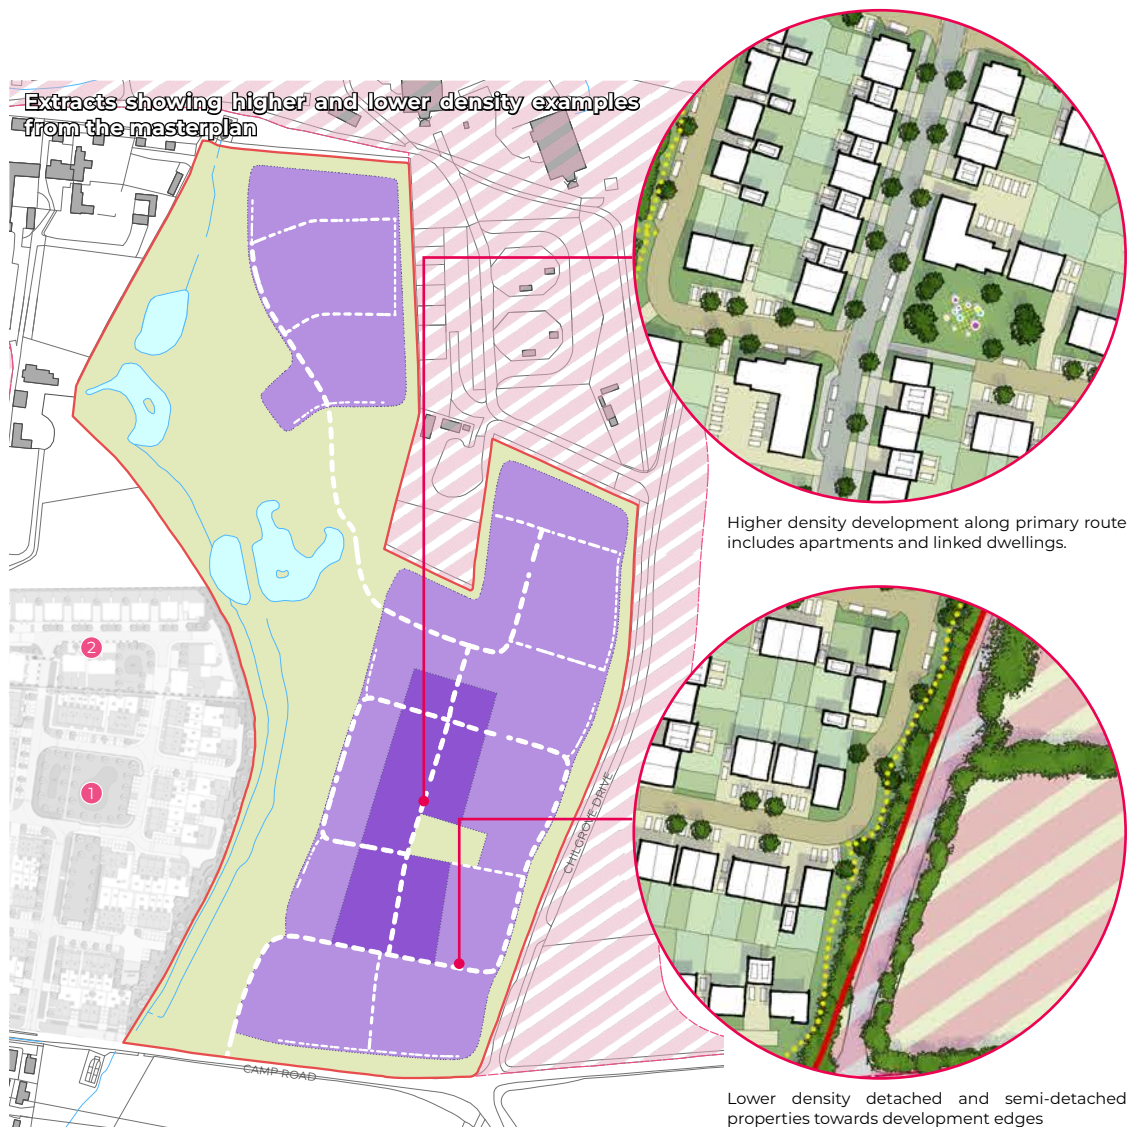 Extracts showing higher and lower density examples
from the masterplan
Higher density development along primary route
includes apartments and linked dwellings.
2
1
CHILGROVE DRIVE
CAMP ROAD
Lower density detached and semi-detached
properties towards development edges